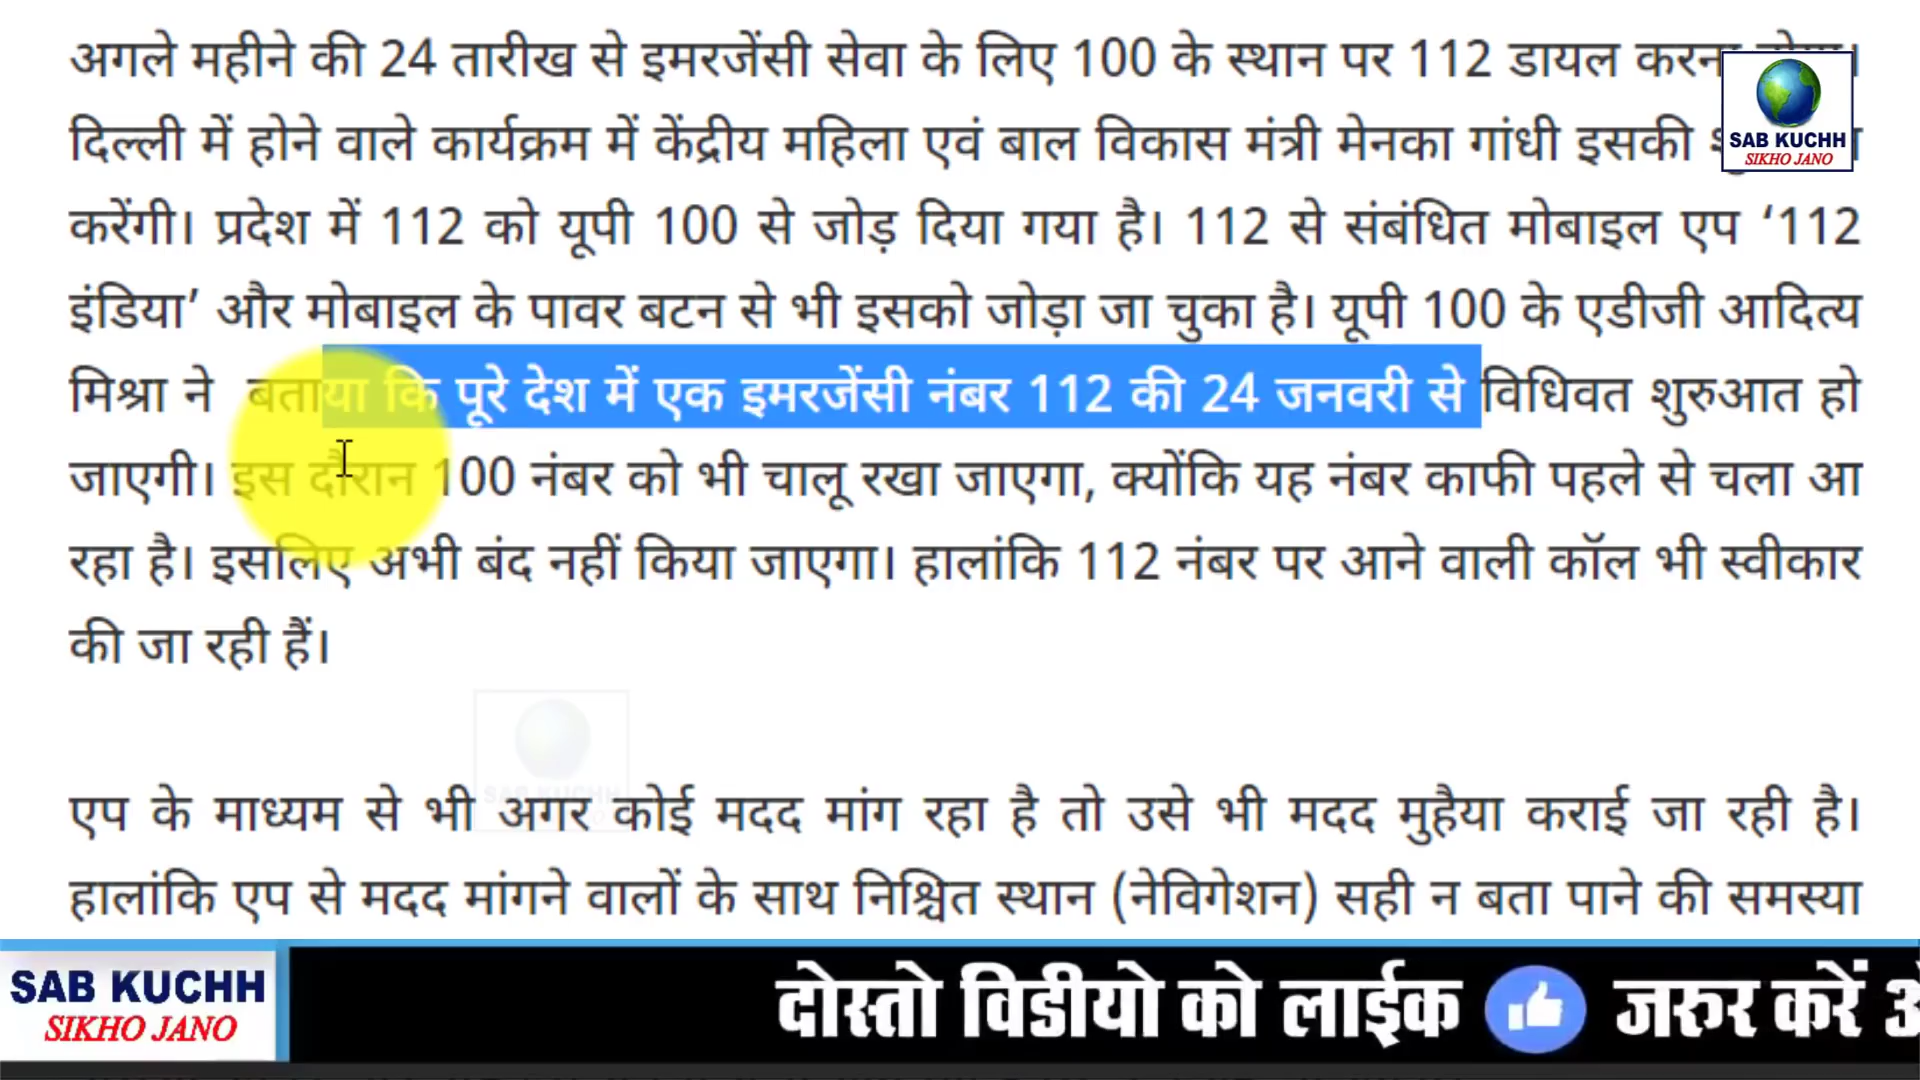 अगले महीने की 24 तारीख से इमरजेंसी सेवा के लिए 100 के स्थान पर 112 डायल
दिल्ली में होने वाले कार्यक्रम में केंद्रीय महिला एवं बाल विकास मंत्री मेनका गांधी इसकी
करेंगी। प्रदेश में 112 को यूपी 100 से जोड़ दिया गया है। 112 से संबंधित मोबाइल एप ‘112
इंडिया’ और मोबाइल के पावर बटन से भी इसको जोड़ा जा चुका है। यूपी 100 के एडीजी आदित्य
मिश्रा ने बताया कि पूरे देश में एक इमरजेंसी नंबर 112 की 24 जनवरी से विधिवत शुरुआत हो
जाएगी। इस दौरान 100 नंबर को भी चालू रखा जाएगा, क्योंकि यह नंबर काफी पहले से चला आ
रहा है। इसलिए अभी बंद नहीं किया जाएगा। हालांकि 112 नंबर पर आने वाली कॉल भी स्वीकार
की जा रही हैं।
एप के माध्यम से भी अगर कोई मदद मांग रहा है तो उसे भी मदद मुहैया कराई जा रही है।
हालांकि एप से मदद मांगने वालों के साथ निश्चित स्थान (नेविगेशन) सही न बता पाने की समस्या
SAB KUCHH
SIKHO JANO
SAB KUCHH
SAB KUCHH
SIKHO JANO
दोस्तो विडीयो को लाईक जरुर करें